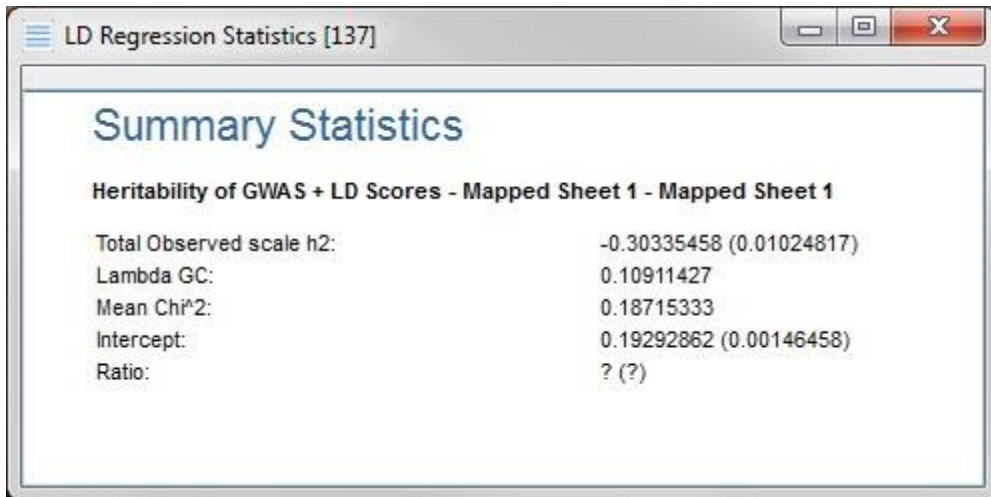 LD Regression Statistics [137]
Summary Statistics
Heritability of GWAS + LD Scores - Mapped Sheet 1 - Mapped Sheet 1
Total Observed scale h2: -0.30335458 (0.01024817)
Lambda GC: 0.10911427
Mean Chi^2: 0.18715333
Intercept: 0.19292862 (0.00146458)
Ratio: ? (?)